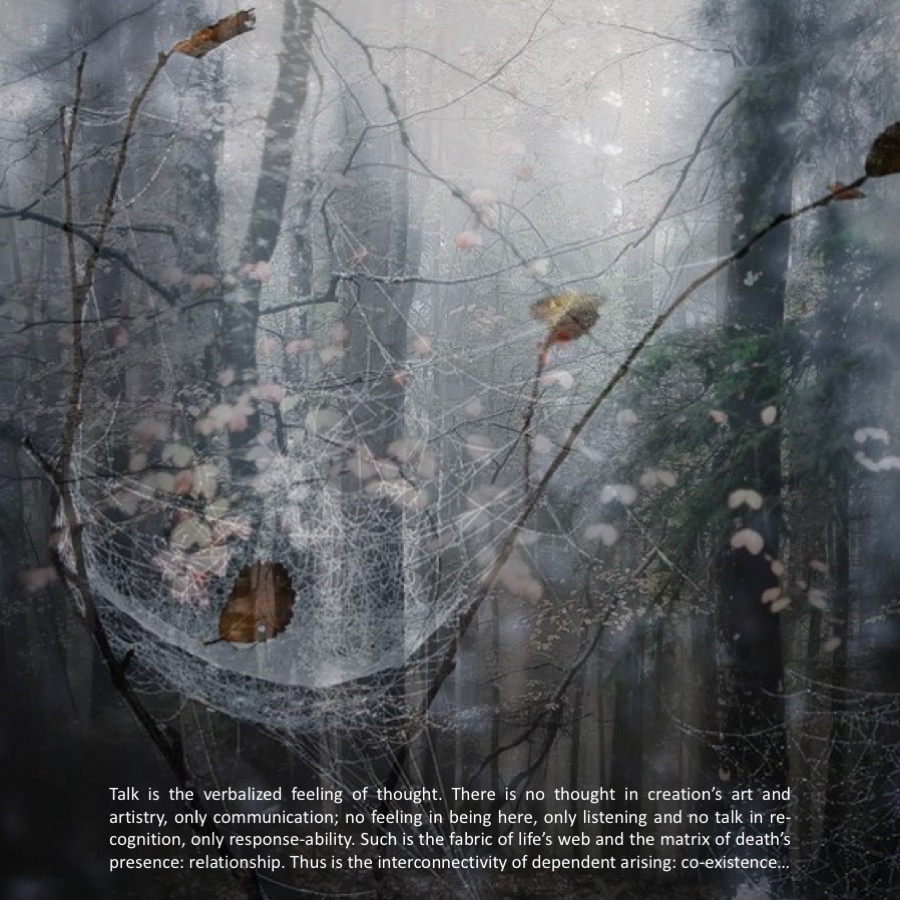 Talk is the verbalized feeling of thought. There is no thought in creation’s art and
artistry, only communication; no feeling in being here, only listening and no talk in re-
cognition, only response-ability. Such is the fabric of life’s web and the matrix of death’s
presence: relationship. Thus is the interconnectivity of dependent arising: co-existence...